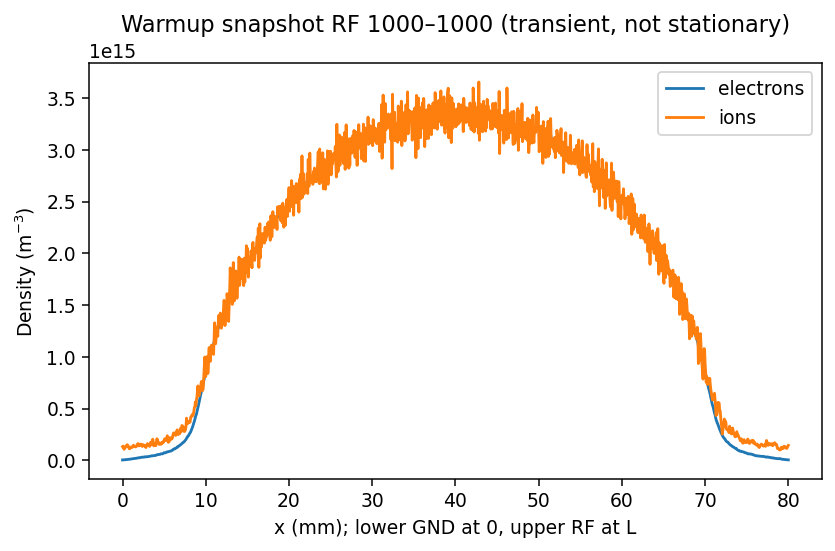 Warmup snapshot RF 1000–1000 (transient, not stationary)
1e15
electrons
ions
3.5
3.0
2.5
2.0
1.5
1.0
0.5
0.0
Density (m⁻³)
0 10 20 30 40 50 60 70 80
x (mm); lower GND at 0, upper RF at L